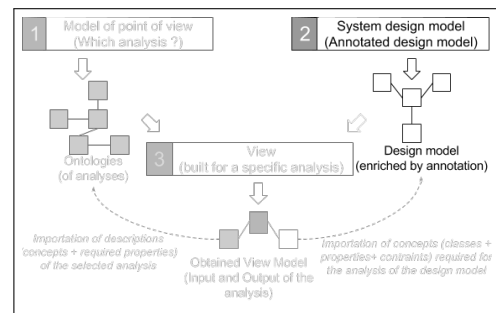 1
Model of point of view
(Which analysis ?)
2
System design model
(Annotated design model)
Ontologies
(of analyses)
3
View
(built for a specific analysis)
Design model
(enriched by annotation)
Importation of descriptions
(concepts + required properties)
of the selected analysis
Obtained View Model
(Input and Output of the
analysis)
Importation of concepts (classes +
properties+ contraints) required for
the analysis of the design model